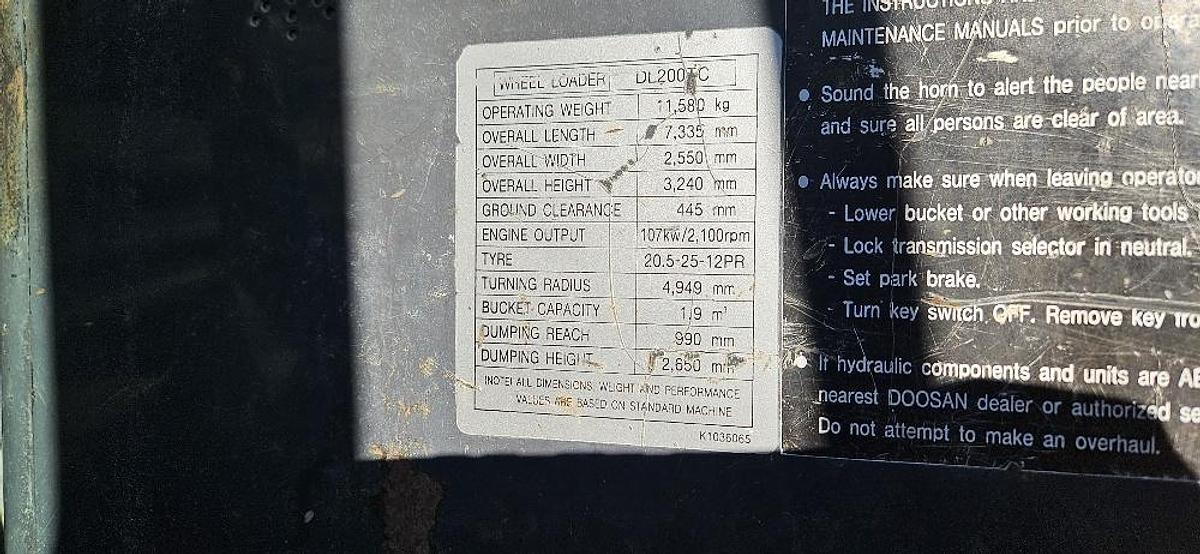 WHEEL LOADER DL200TC
OPERATING WEIGHT 11,580 kg
OVERALL LENGTH 7,335 mm
OVERALL WIDTH 2,550 mm
OVERALL HEIGHT 3,240 mm
GROUND CLEARANCE 445 mm
ENGINE OUTPUT 107kw/2,100rpm
TYRE 20.5-25-12PR
TURNING RADIUS 4,949 mm
BUCKET CAPACITY 1.9 m³
DUMPING REACH 990 mm
DUMPING HEIGHT 2,650 mm
(NOTE) ALL DIMENSIONS, WEIGHT AND PERFORMANCE
VALUES ARE BASED ON STANDARD MACHINE
K1036065
THE INSTRUCTIONS
MAINTENANCE MANUALS prior to
● Sound the horn to alert the people near
and sure all persons are clear of area.
● Always make sure when leaving
- Lower bucket or other working tools
- Lock transmission selector in neutral.
- Set park brake.
- Turn key switch OFF. Remove key
● If hydraulic components and units are
nearest DOOSAN dealer or authorized
Do not attempt to make an overhaul.